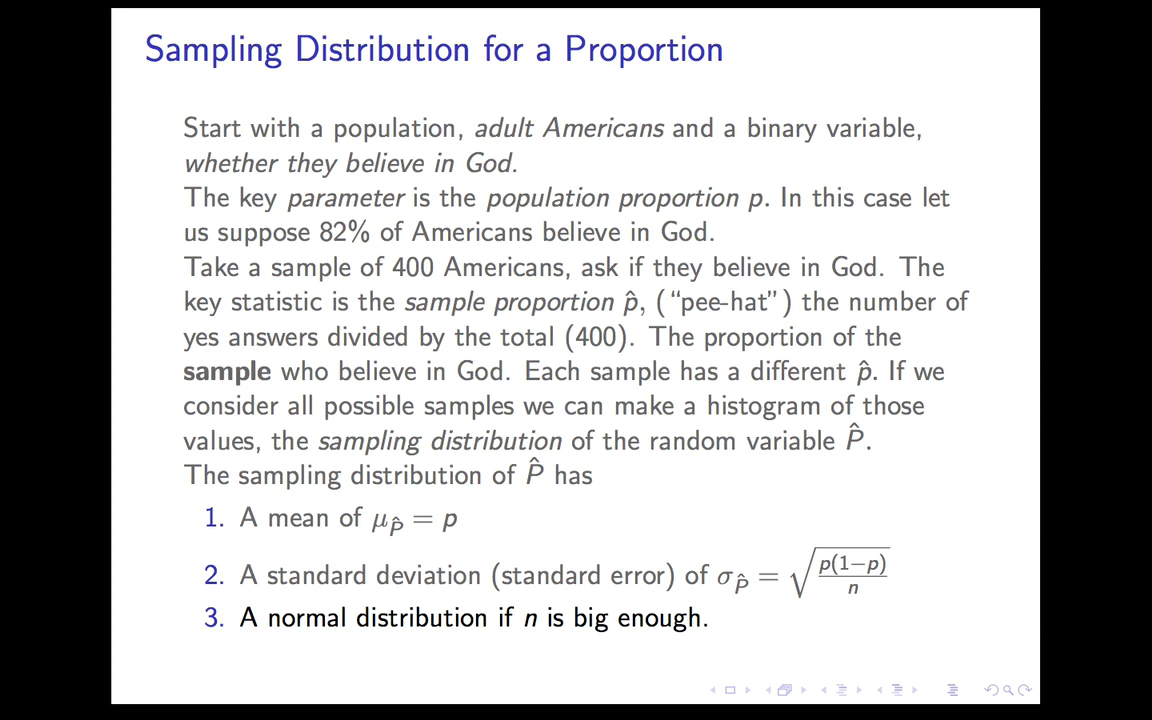 Sampling Distribution for a Proportion
Start with a population, adult Americans and a binary variable,
whether they believe in God.
The key parameter is the population proportion p. In this case let
us suppose 82% of Americans believe in God.
Take a sample of 400 Americans, ask if they believe in God. The
key statistic is the sample proportion p̂, (“pee-hat”) the number of
yes answers divided by the total (400). The proportion of the
sample who believe in God. Each sample has a different p̂. If we
consider all possible samples we can make a histogram of those
values, the sampling distribution of the random variable P̂.
The sampling distribution of P̂ has
1. A mean of μ_P̂ = p
2. A standard deviation (standard error) of σ_P̂ = √(p(1−p)/n)
3. A normal distribution if n is big enough.